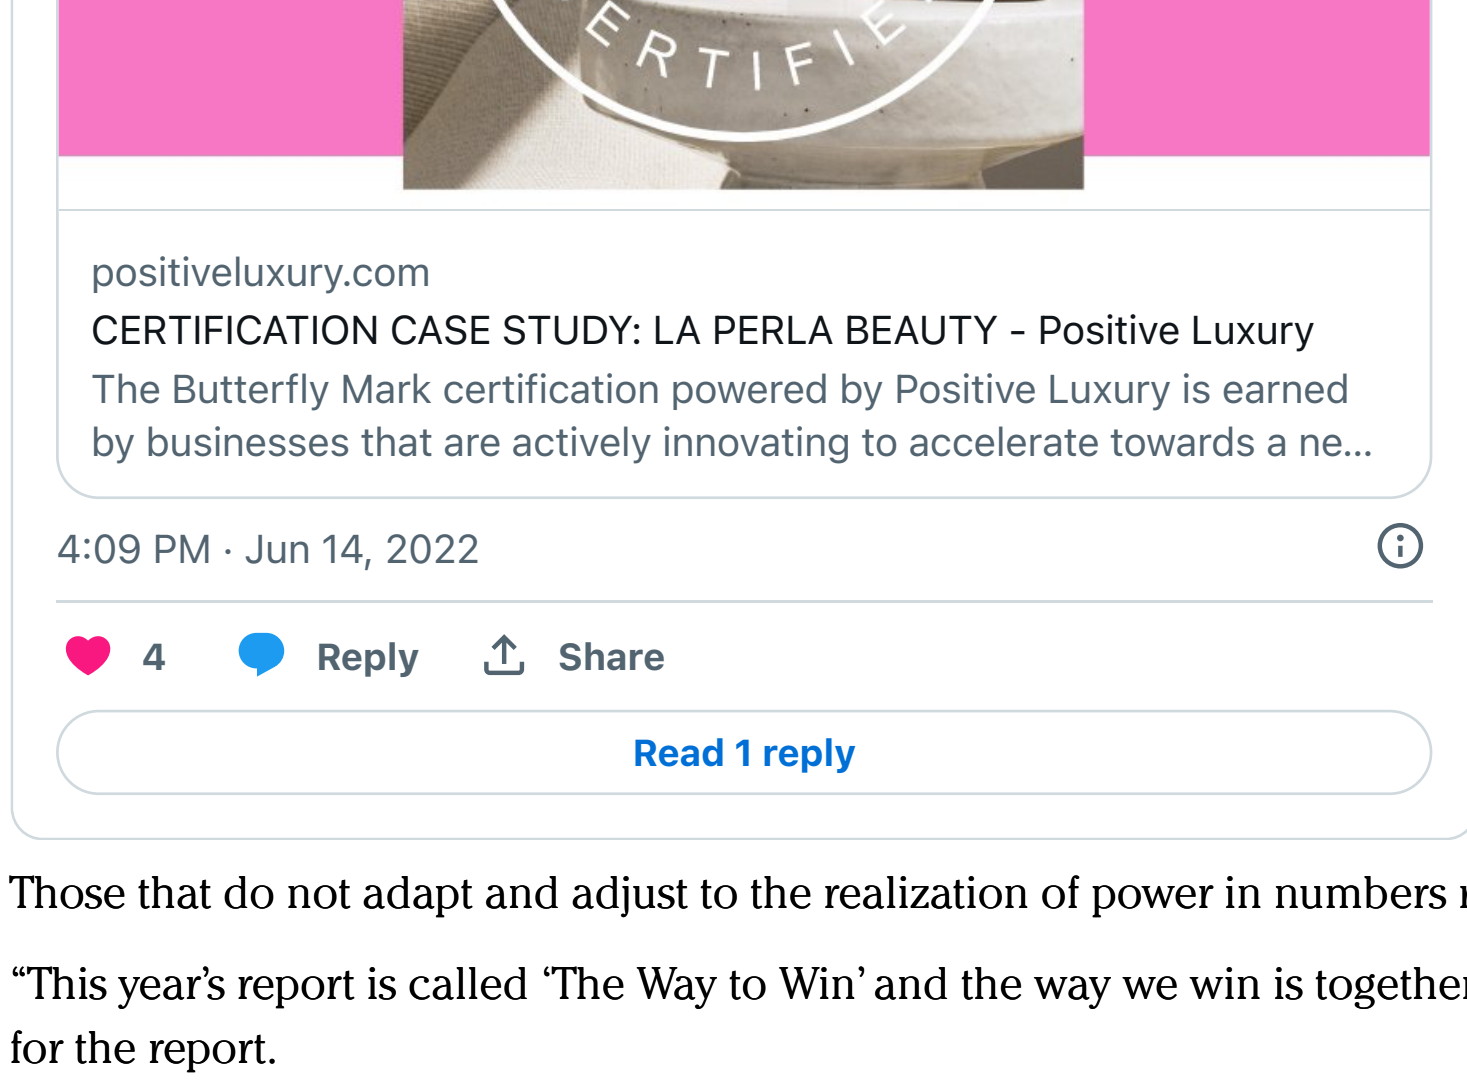 ERTIFIE
positiveluxury.com
CERTIFICATION CASE STUDY: LA PERLA BEAUTY - Positive Luxury
The Butterfly Mark certification powered by Positive Luxury is earned
by businesses that are actively innovating to accelerate towards a ne...
4:09 PM · Jun 14, 2022
4 Reply Share
Read 1 reply
Those that do not adapt and adjust to the realization of power in numbers
“This year’s report is called ‘The Way to Win’ and the way we win is together
for the report.